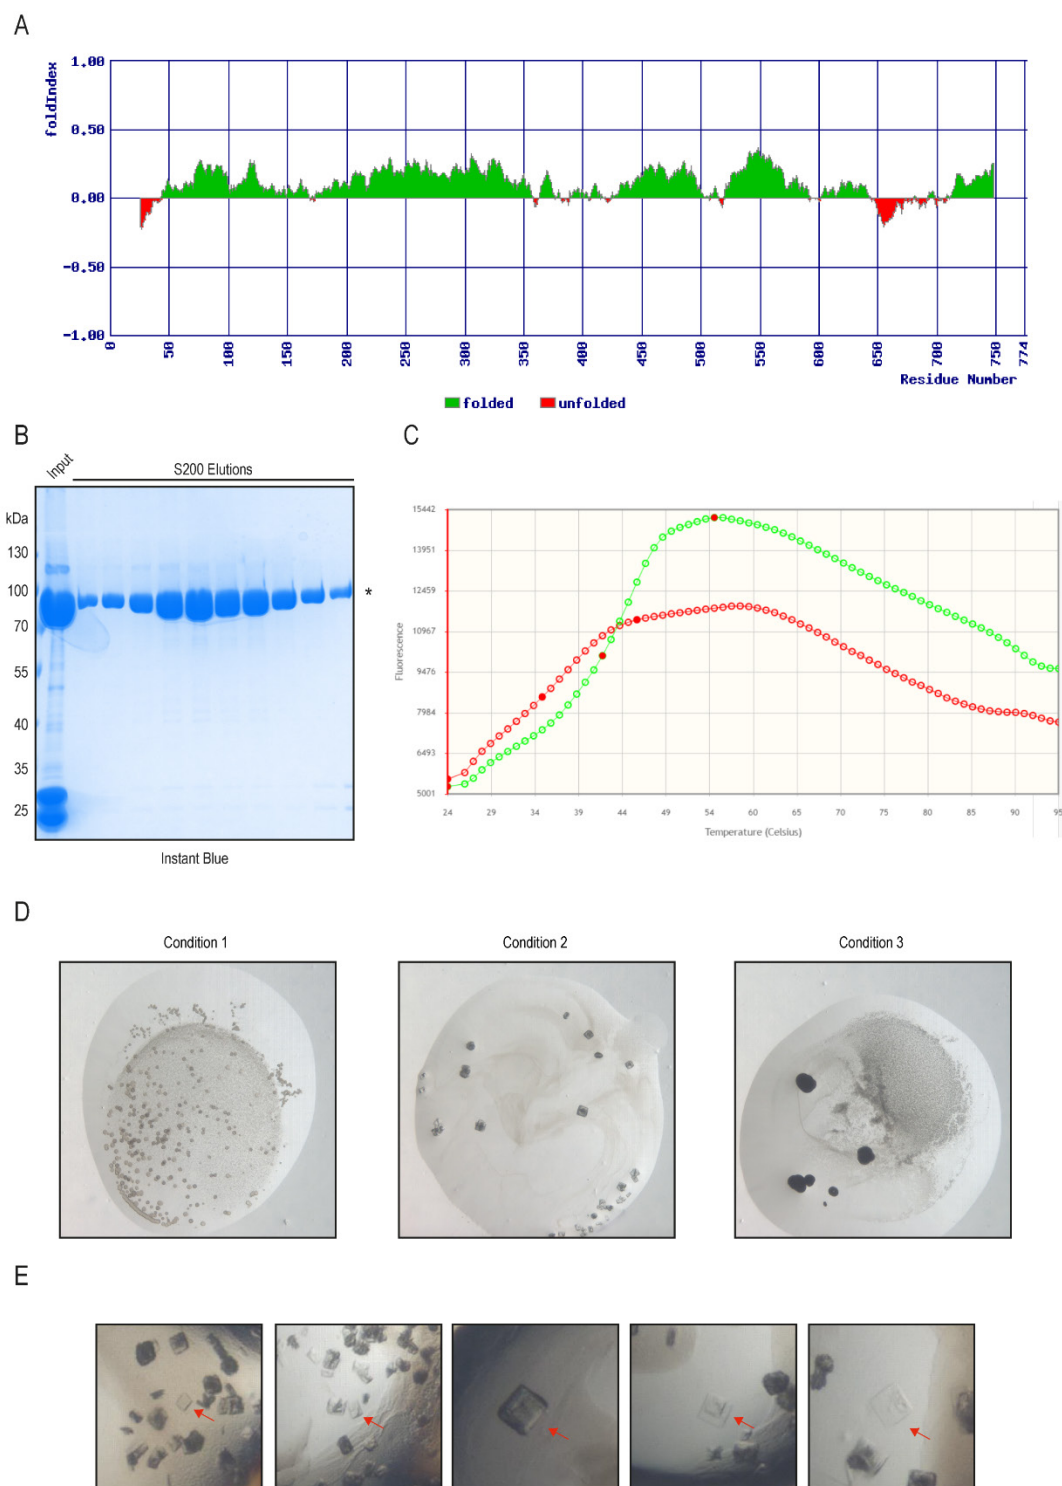 A
foldIndex
1.00
0.50
0.00
-0.50
-1.00
0 50 100 150 200 250 300 350 400 450 500 550 600 650 700 750 774
Residue Number
folded unfolded
B
Input
S200 Elutions
kDa
130
100
70
55
40
35
25
*
Instant Blue
C
Fluorescence
15442
13951
12459
10967
9476
7984
6493
5001
24 29 34 39 44 49 54 59 64 70 75 80 85 90 95
Temperature (Celsius)
D
Condition 1 Condition 2 Condition 3
E